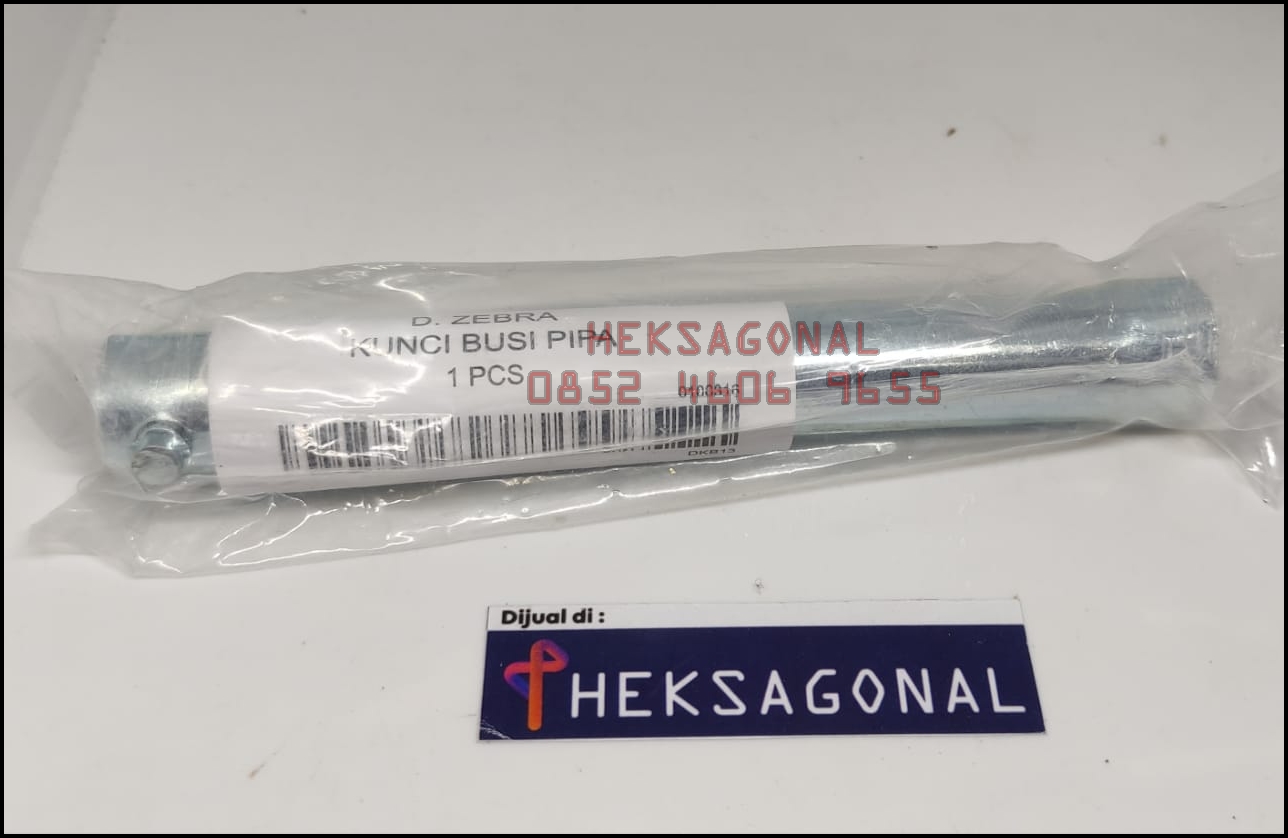 D. ZEBRA
KUNCI BUSI PIPA
1 PCS
HEKSAGONAL
0852 4606 9655
DKB13
Dijual di :
HEKSAGONAL